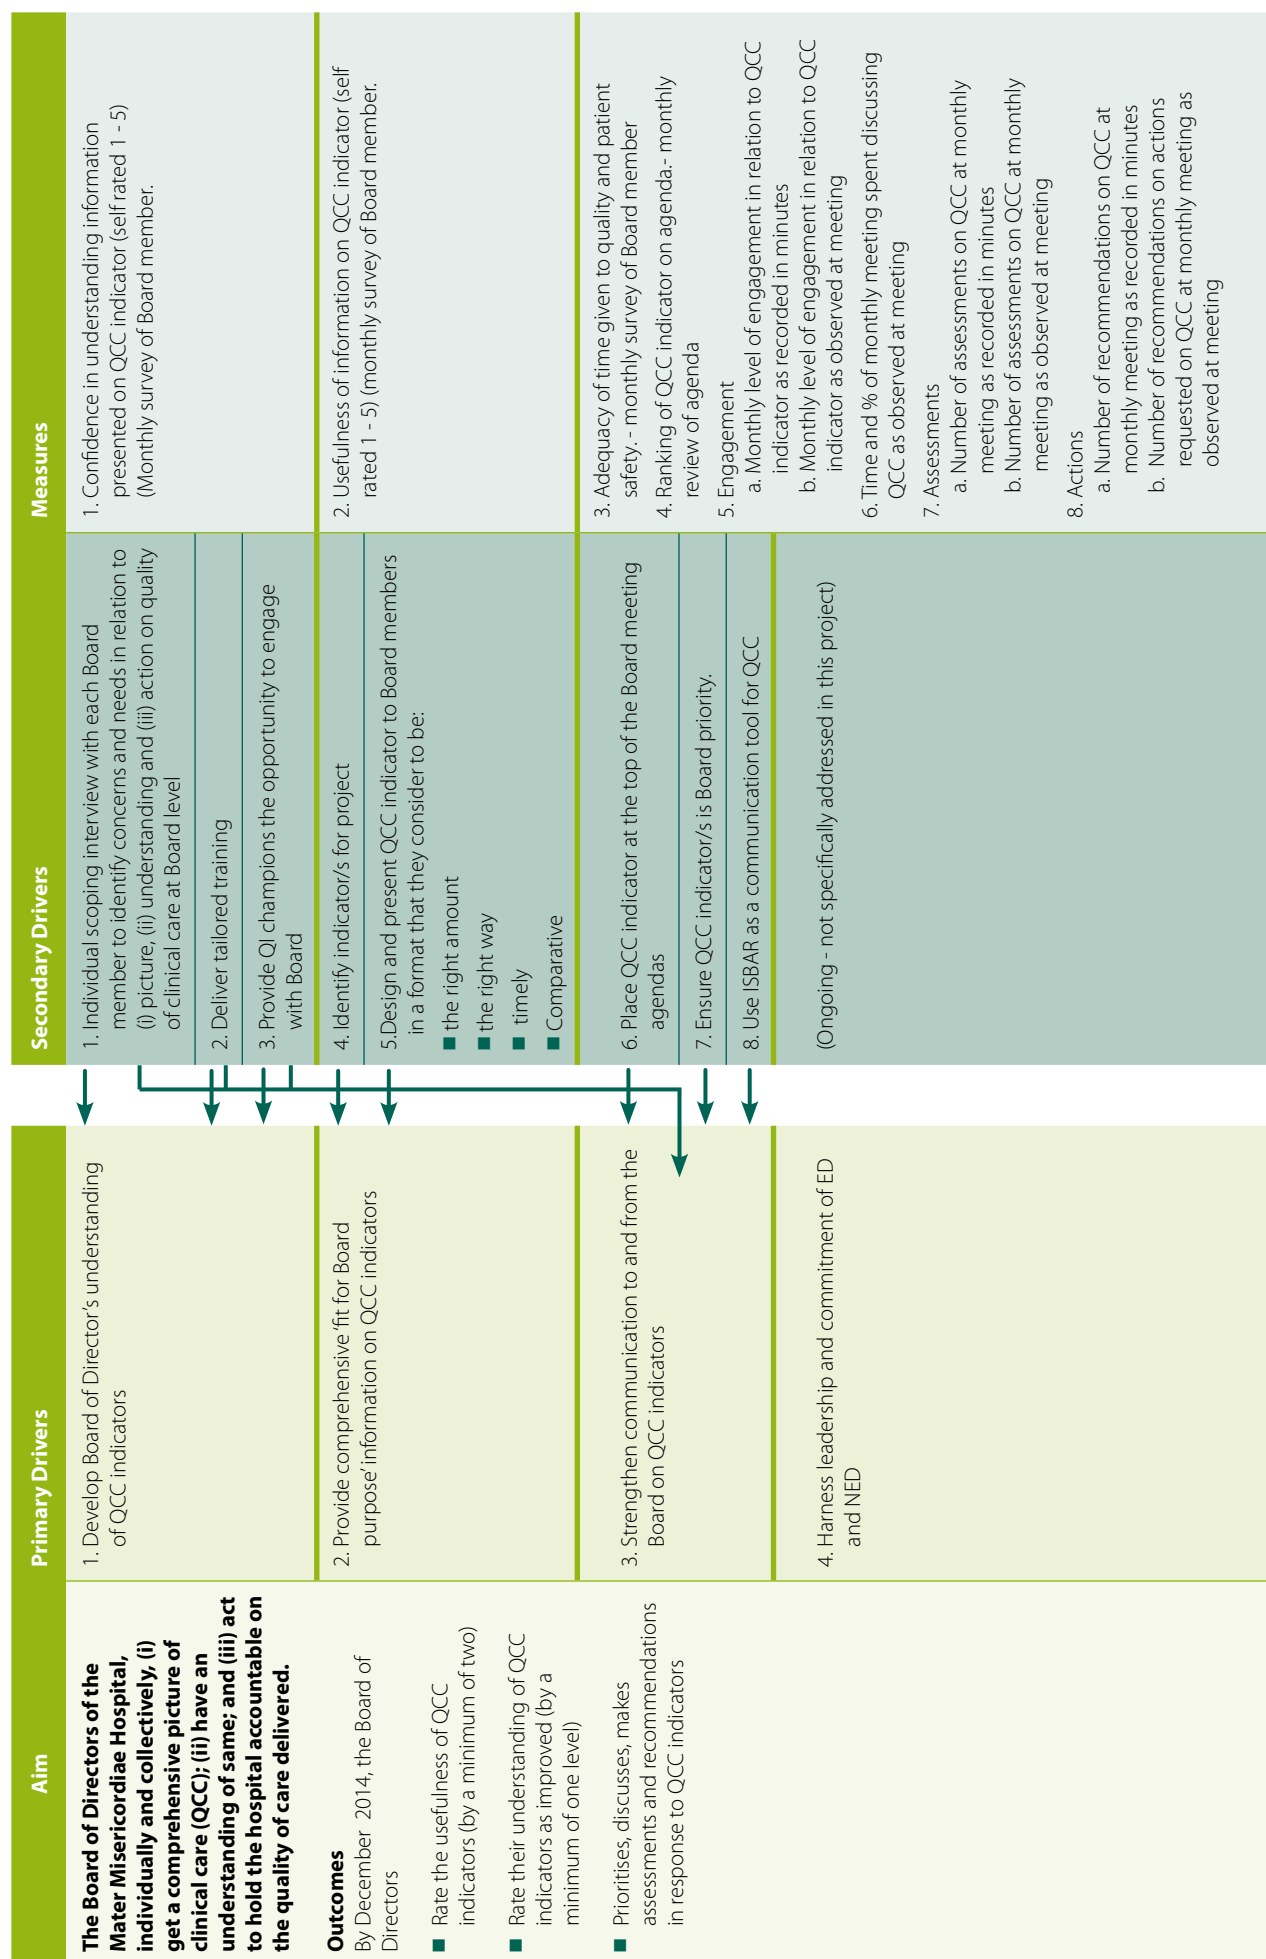 Aim
Primary Drivers
Secondary Drivers
Measures
The Board of Directors of the
Mater Misericordiae Hospital,
individually and collectively, (i)
get a comprehensive picture of
clinical care (QCC); (ii) have an
understanding of same; and (iii) act
to hold the hospital accountable on
the quality of care delivered.
Outcomes
By December 2014, the Board of
Directors
■ Rate the usefulness of QCC
indicators (by a minimum of two)
■ Rate their understanding of QCC
indicators as improved (by a
minimum of one level)
■ Prioritises, discusses, makes
assessments and recommendations
in response to QCC indicators
1. Develop Board of Director's understanding
of QCC indicators
2. Provide comprehensive 'fit for Board
purpose' information on QCC indicators
3. Strengthen communication to and from the
Board on QCC indicators
4. Harness leadership and commitment of ED
and NED
1. Individual scoping interview with each Board
member to identify concerns and needs in relation to
(i) picture, (ii) understanding and (iii) action on quality
of clinical care at Board level
2. Deliver tailored training
3. Provide QI champions the opportunity to engage
with Board
4. Identify indicator/s for project
5.Design and present QCC indicator to Board members
in a format that they consider to be:
■ the right amount
■ the right way
■ timely
■ Comparative
6. Place QCC indicator at the top of the Board meeting
agendas
7. Ensure QCC indicator/s is Board priority.
8. Use ISBAR as a communication tool for QCC
(Ongoing - not specifically addressed in this project)
1. Confidence in understanding information
presented on QCC indicator (self rated 1 - 5)
(Monthly survey of Board member.
2. Usefulness of information on QCC indicator (self
rated 1 - 5) (monthly survey of Board member.
3. Adequacy of time given to quality and patient
safety. - monthly survey of Board member
4. Ranking of QCC indicator on agenda.- monthly
review of agenda
5. Engagement
a. Monthly level of engagement in relation to QCC
indicator as recorded in minutes
b. Monthly level of engagement in relation to QCC
indicator as observed at meeting
6. Time and % of monthly meeting spent discussing
QCC as observed at meeting
7. Assessments
a. Number of assessments on QCC at monthly
meeting as recorded in minutes
b. Number of assessments on QCC at monthly
meeting as observed at meeting
8. Actions
a. Number of recommendations on QCC at
monthly meeting as recorded in minutes
b. Number of recommendations on actions
requested on QCC at monthly meeting as
observed at meeting